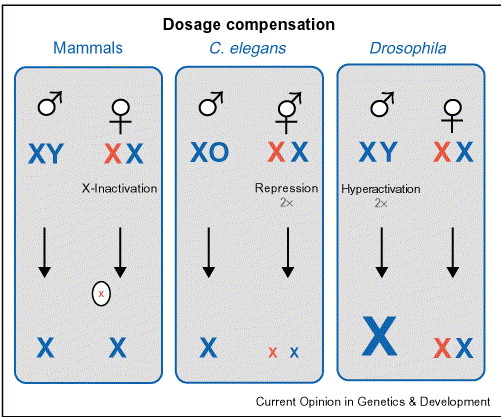 Dosage compensation
Mammals
C. elegans
Drosophila
XY
XX
XO
XX
XY
XX
X-Inactivation
Repression
2×
Hyperactivation
2×
x
X
X
X
x x
X
XX
Current Opinion in Genetics & Development